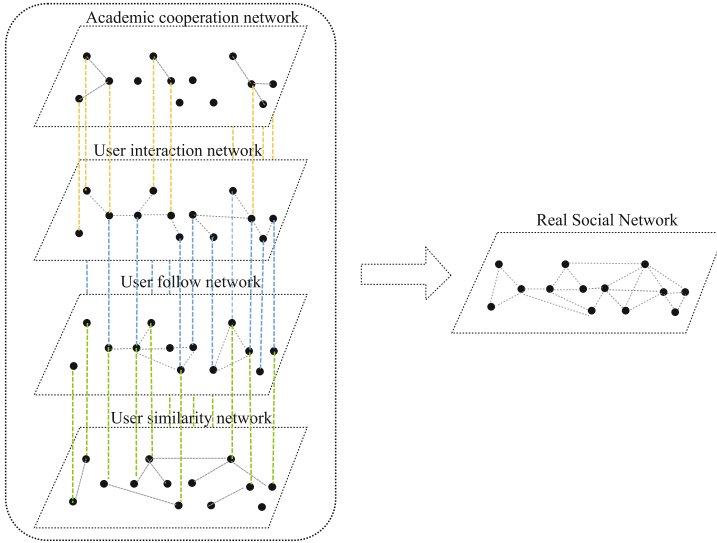 Academic cooperation network
User interaction network
User follow network
User similarity network
Real Social Network